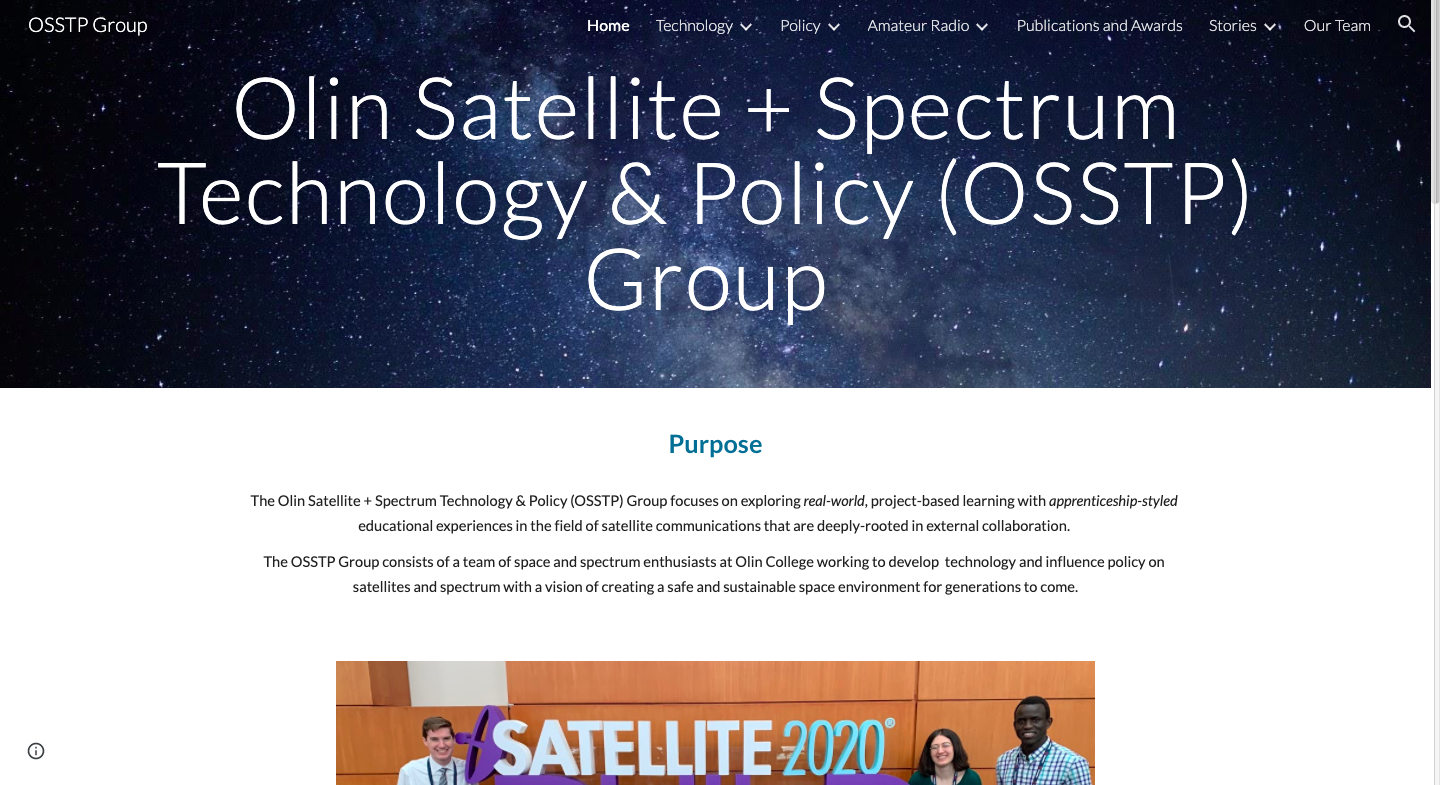 OSSTP Group
Home Technology Policy Amateur Radio Publications and Awards Stories Our Team
Olin Satellite + Spectrum
Technology & Policy (OSSTP)
Group
Purpose
The Olin Satellite + Spectrum Technology & Policy (OSSTP) Group focuses on exploring real-world, project-based learning with apprenticeship-styled
educational experiences in the field of satellite communications that are deeply-rooted in external collaboration.
The OSSTP Group consists of a team of space and spectrum enthusiasts at Olin College working to develop  technology and influence policy on
satellites and spectrum with a vision of creating a safe and sustainable space environment for generations to come.
SATELLITE 2020®